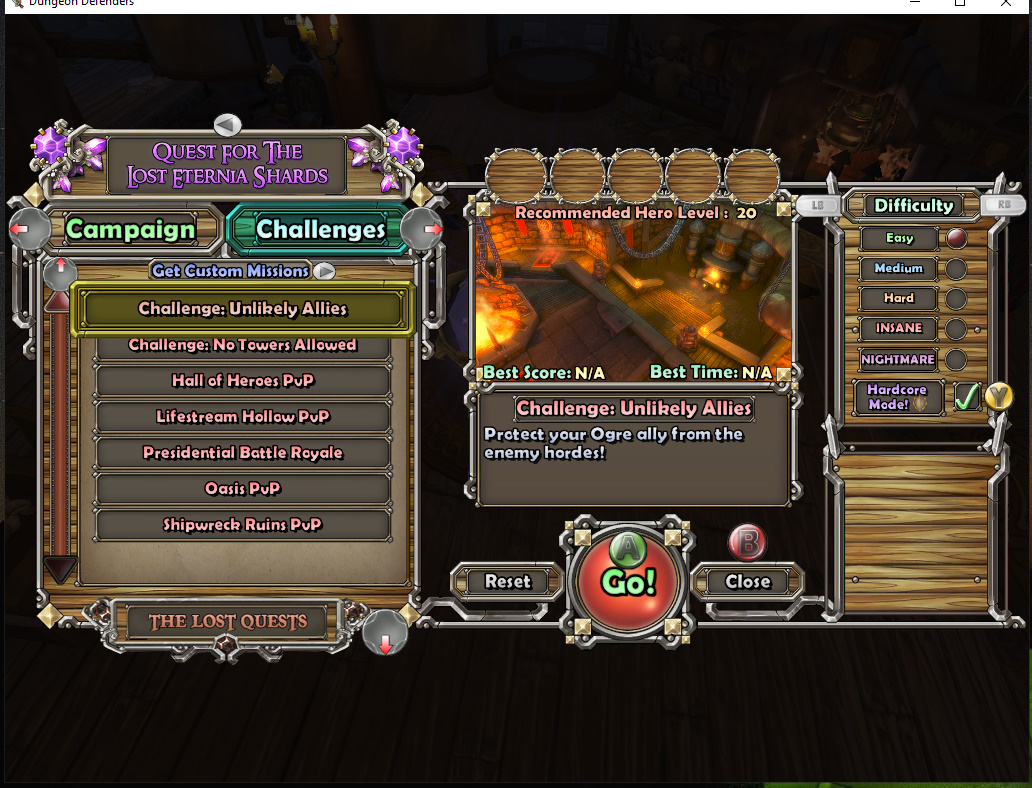 Dungeon Defenders
Quest for The
Lost Eternia Shards
Campaign
Challenges
Get Custom Missions
Challenge: Unlikely Allies
Challenge: No Towers Allowed
Hall of Heroes PvP
Lifestream Hollow PvP
Presidential Battle Royale
Oasis PvP
Shipwreck Ruins PvP
The Lost Quests
Recommended Hero Level : 20
Best Score: N/A
Best Time: N/A
Challenge: Unlikely Allies
Protect your Ogre ally from the
enemy hordes!
Reset
A
Go!
B
Close
LB
Difficulty
RB
Easy
Medium
Hard
INSANE
NIGHTMARE
Hardcore
Mode!
Y